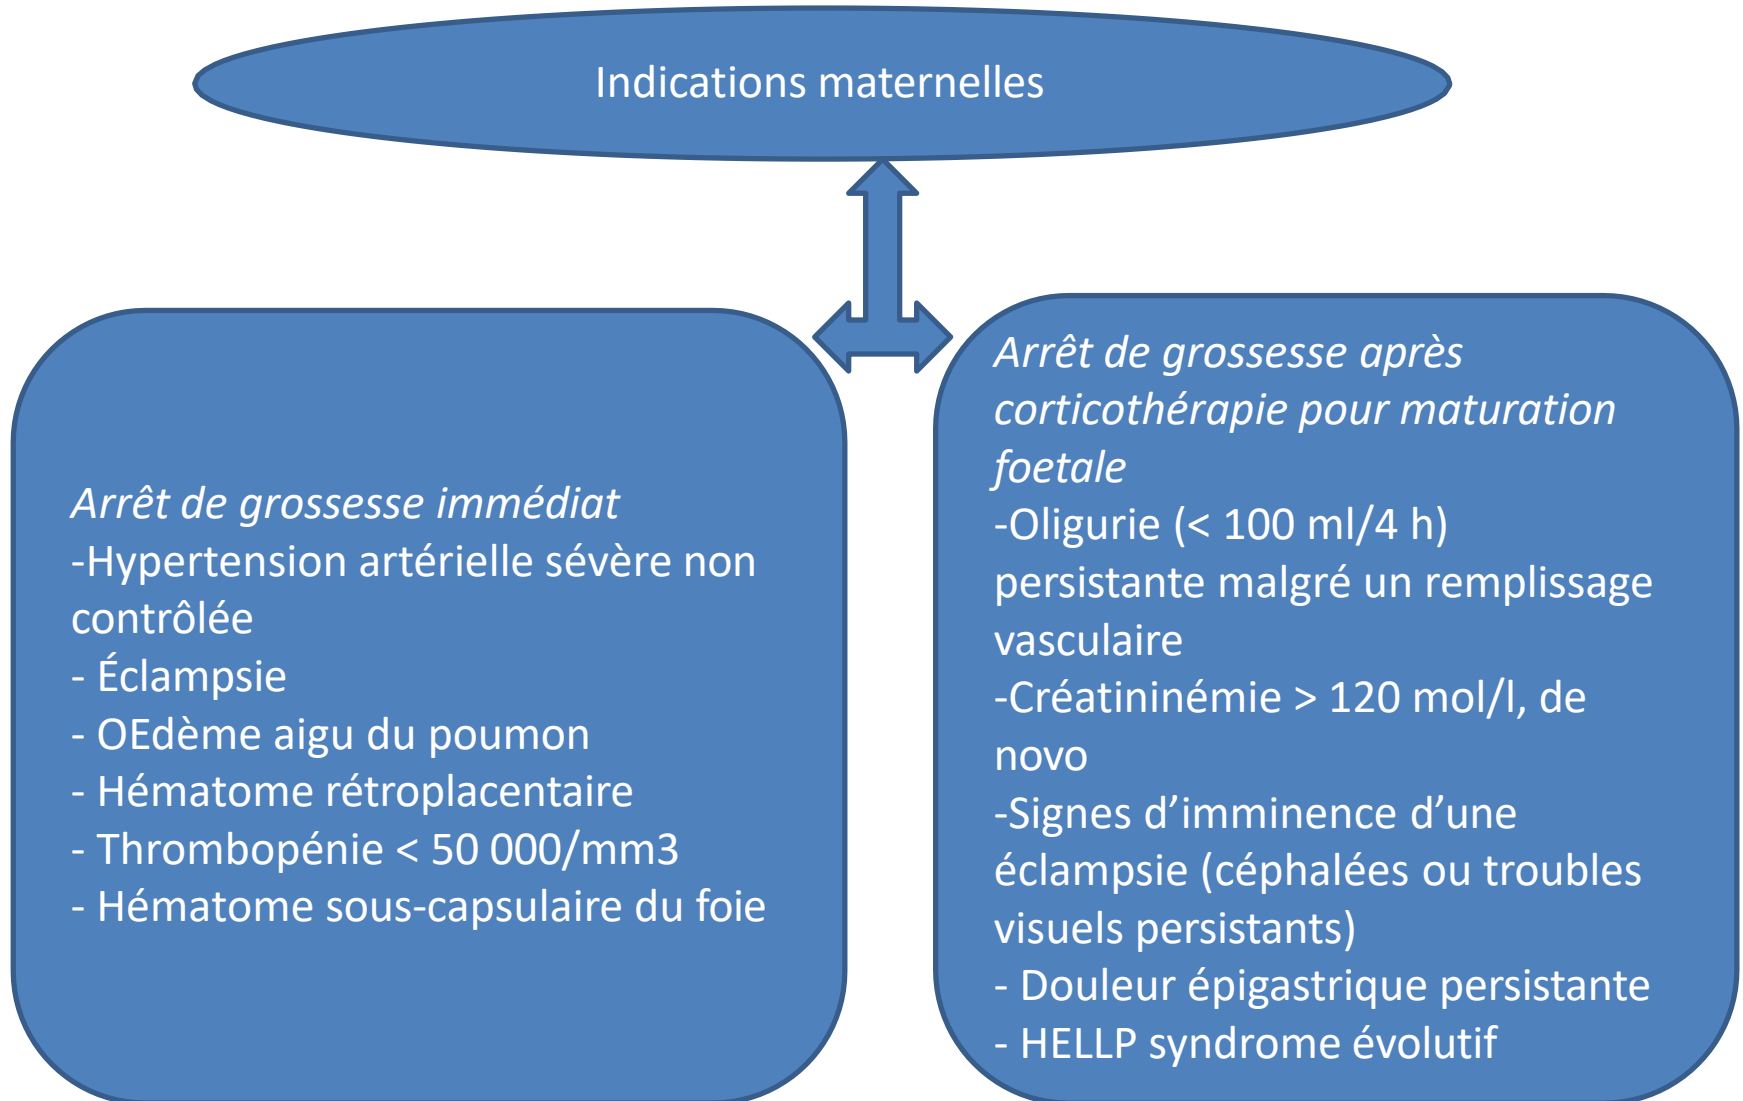 Indications maternelles
Arrêt de grossesse immédiat
-Hypertension artérielle sévère non
contrôlée
- Éclampsie
- OEdème aigu du poumon
- Hématome rétroplacentaire
- Thrombopénie < 50 000/mm3
- Hématome sous-capsulaire du foie
Arrêt de grossesse après
corticothérapie pour maturation
foetale
-Oligurie (< 100 ml/4 h)
persistante malgré un remplissage
vasculaire
-Créatininémie > 120 mol/l, de
novo
-Signes d’imminence d’une
éclampsie (céphalées ou troubles
visuels persistants)
- Douleur épigastrique persistante
- HELLP syndrome évolutif